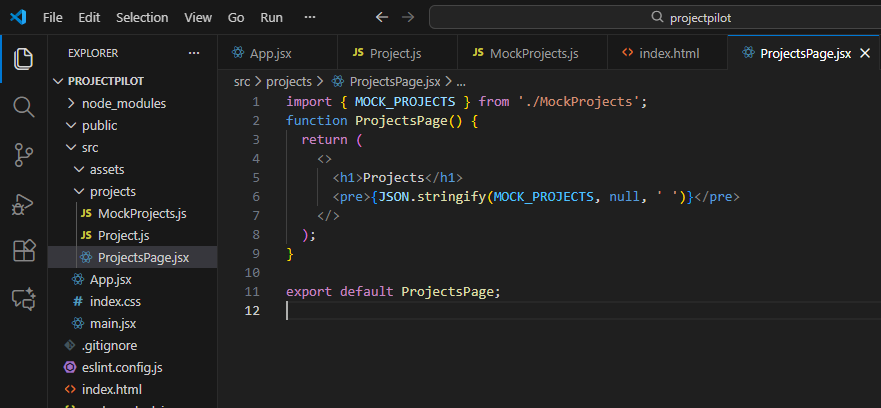 File Edit Selection View Go Run ··· ← → projectpilot
EXPLORER ···
PROJECTPILOT
node_modules
public
src
assets
projects
JS MockProjects.js
JS Project.js
ProjectsPage.jsx
App.jsx
# index.css
main.jsx
.gitignore
eslint.config.js
<> index.html
App.jsx JS Project.js JS MockProjects.js <> index.html ProjectsPage.jsx ×
src > projects > ProjectsPage.jsx > ...
1 import { MOCK_PROJECTS } from './MockProjects';
2 function ProjectsPage() {
3 return (
4 <>
5 <h1>Projects</h1>
6 <pre>{JSON.stringify(MOCK_PROJECTS, null, ' ')}</pre>
7 </>
8 );
9 }
10
11 export default ProjectsPage;
12